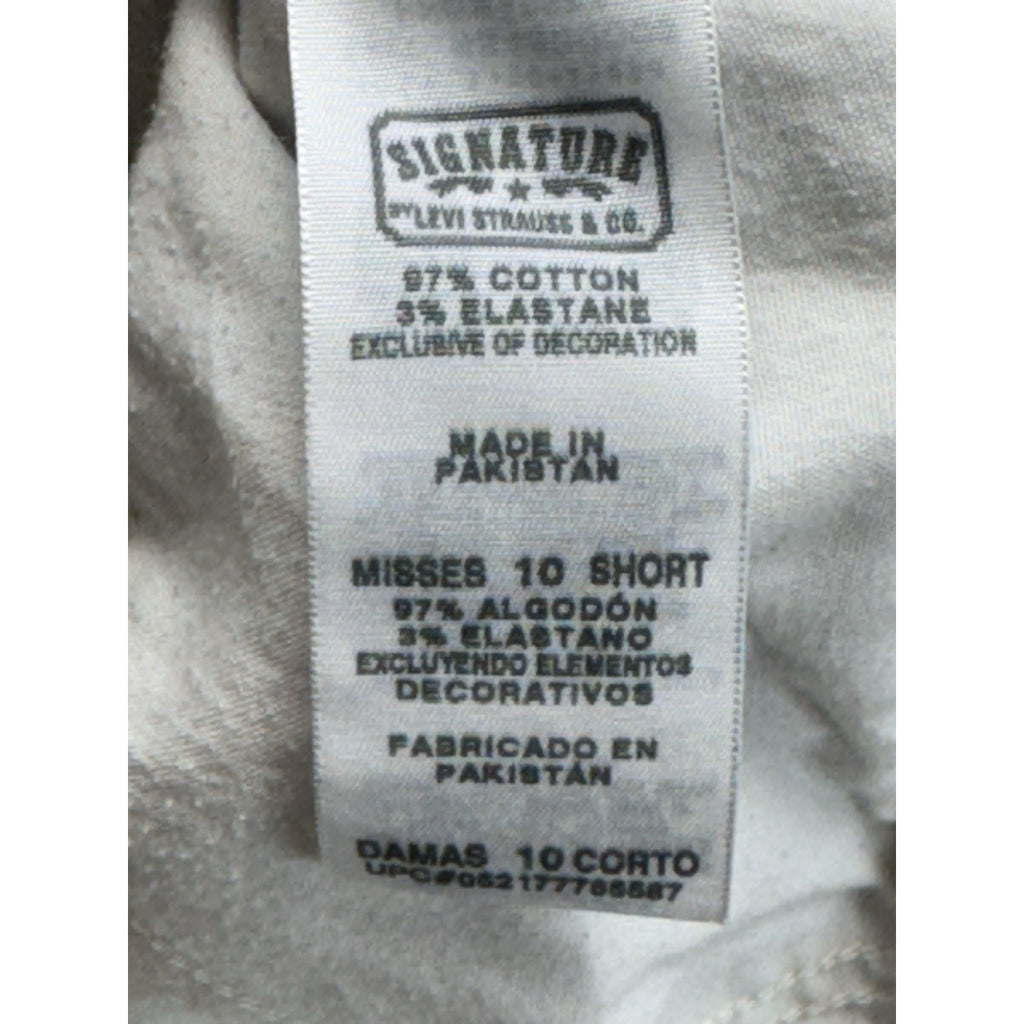 SIGNATURE
BY LEVI STRAUSS & CO.
97% COTTON
3% ELASTANE
EXCLUSIVE OF DECORATION
MADE IN
PAKISTAN
MISSES 10 SHORT
97% ALGODÓN
3% ELASTANO
EXCLUYENDO ELEMENTOS
DECORATIVOS
FABRICADO EN
PAKISTÁN
DAMAS 10 CORTO